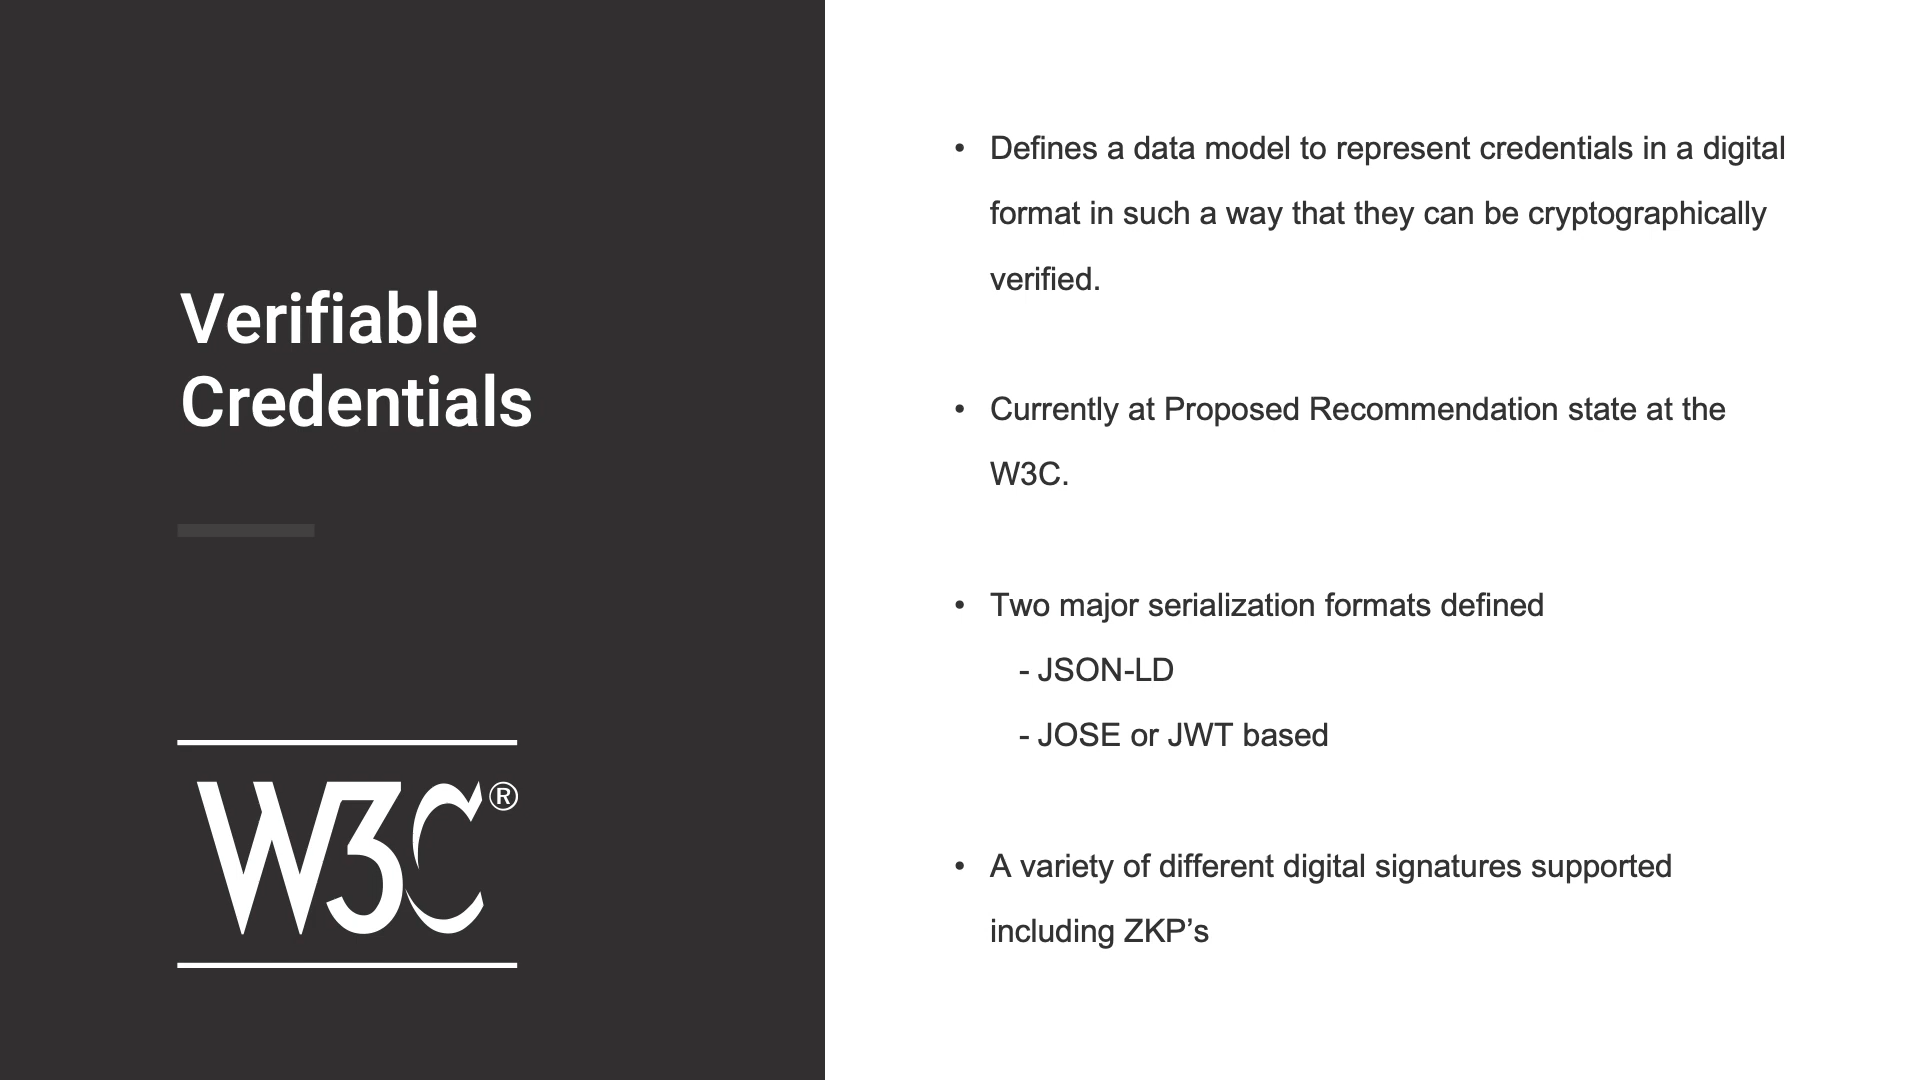 Verifiable
Credentials
W3C®
• Defines a data model to represent credentials in a digital
format in such a way that they can be cryptographically
verified.
• Currently at Proposed Recommendation state at the
W3C.
• Two major serialization formats defined
- JSON-LD
- JOSE or JWT based
• A variety of different digital signatures supported
including ZKP’s